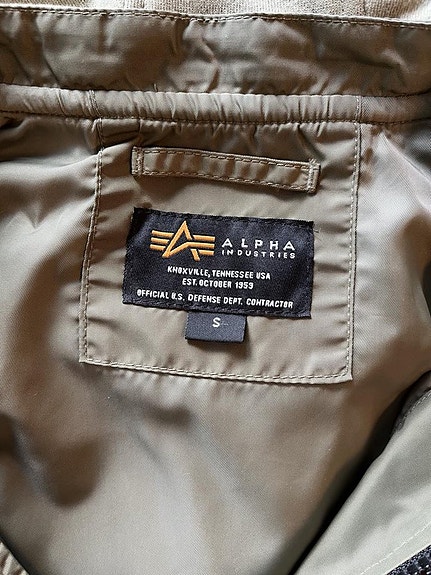 ALPHA
INDUSTRIES
KNOXVILLE, TENNESSEE USA
EST. OCTOBER 1959
OFFICIAL U.S. DEFENSE DEPT. CONTRACTOR
S